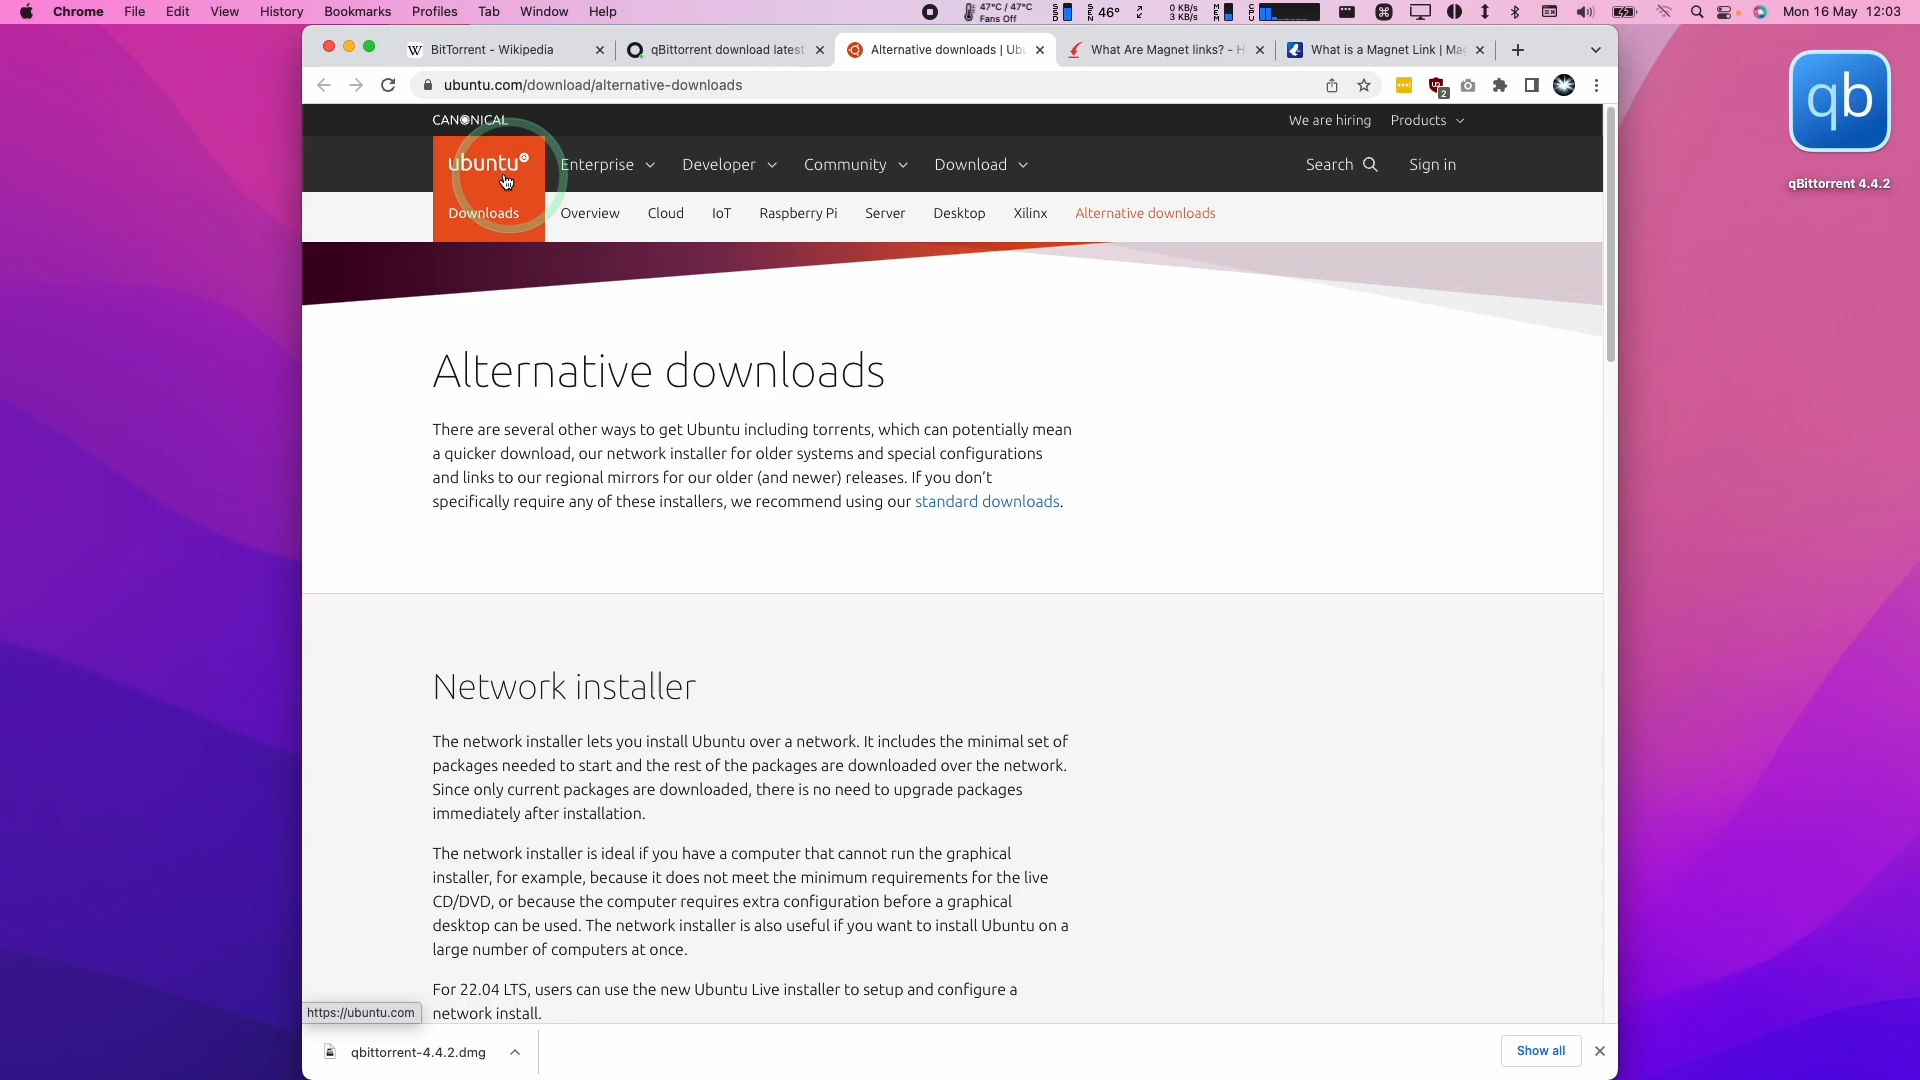 Chrome File Edit View History Bookmarks Profiles Tab Window Help
47°C / 47°C
Fans Off
SSD
SEN
46°
0 KB/s
3 KB/s
MEM
CPU
Mon 16 May 12:03
BitTorrent - Wikipedia
qBittorrent download latest
Alternative downloads | Ub
What Are Magnet links? - H
What is a Magnet Link | Mag
ubuntu.com/download/alternative-downloads
2
CANONICAL
We are hiring Products
ubuntu
Enterprise Developer Community Download
Search Sign in
Downloads
Overview Cloud IoT Raspberry Pi Server Desktop Xilinx Alternative downloads
qb
qBittorrent 4.4.2
Alternative downloads
There are several other ways to get Ubuntu including torrents, which can potentially mean
a quicker download, our network installer for older systems and special configurations
and links to our regional mirrors for our older (and newer) releases. If you don't
specifically require any of these installers, we recommend using our standard downloads.
Network installer
The network installer lets you install Ubuntu over a network. It includes the minimal set of
packages needed to start and the rest of the packages are downloaded over the network.
Since only current packages are downloaded, there is no need to upgrade packages
immediately after installation.
The network installer is ideal if you have a computer that cannot run the graphical
installer, for example, because it does not meet the minimum requirements for the live
CD/DVD, or because the computer requires extra configuration before a graphical
desktop can be used. The network installer is also useful if you want to install Ubuntu on a
large number of computers at once.
For 22.04 LTS, users can use the new Ubuntu Live installer to setup and configure a
network install.
https://ubuntu.com
qbittorrent-4.4.2.dmg
Show all